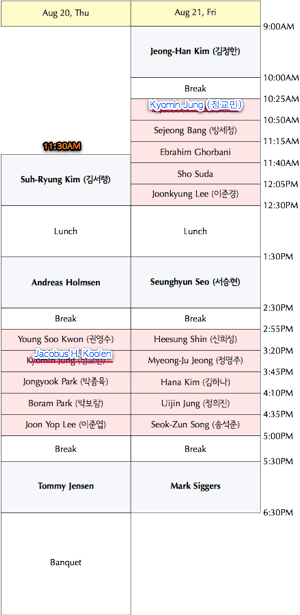 Aug 20, Thu
Aug 21, Fri
9:00AM
Jeong-Han Kim (김정한)
10:00AM
Break
10:25AM
Kyomin Jung (정교민)
10:50AM
Sejeong Bang (방세정)
11:15AM
11:30AM
Ebrahim Ghorbani
11:40AM
Suh-Ryung Kim (김서령)
Sho Suda
12:05PM
Joonkyung Lee (이준경)
12:30PM
Lunch
Lunch
1:30PM
Andreas Holmsen
Seunghyun Seo (서승현)
2:30PM
Break
Break
2:55PM
Young Soo Kwon (권영수)
Heesung Shin (신희성)
3:20PM
Jacobus H. Koolen
Kyomin Jung (정교민)
Myeong-Ju Jeong (정명주)
3:45PM
Jongyook Park (박종육)
Hana Kim (김하나)
4:10PM
Boram Park (박보람)
Uijin Jung (정의진)
4:35PM
Joon Yop Lee (이준엽)
Seok-Zun Song (송석준)
5:00PM
Break
Break
5:30PM
Tommy Jensen
Mark Siggers
6:30PM
Banquet